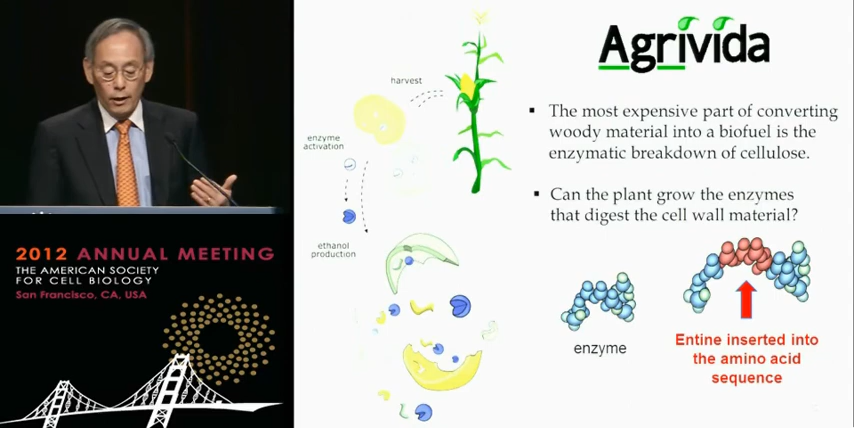 2012 ANNUAL MEETING
THE AMERICAN SOCIETY
FOR CELL BIOLOGY
San Francisco, CA, USA
Agrivida
harvest
enzyme
activation
ethanol
production
▪ The most expensive part of converting
woody material into a biofuel is the
enzymatic breakdown of cellulose.
▪ Can the plant grow the enzymes
that digest the cell wall material?
enzyme
Entine inserted into
the amino acid
sequence